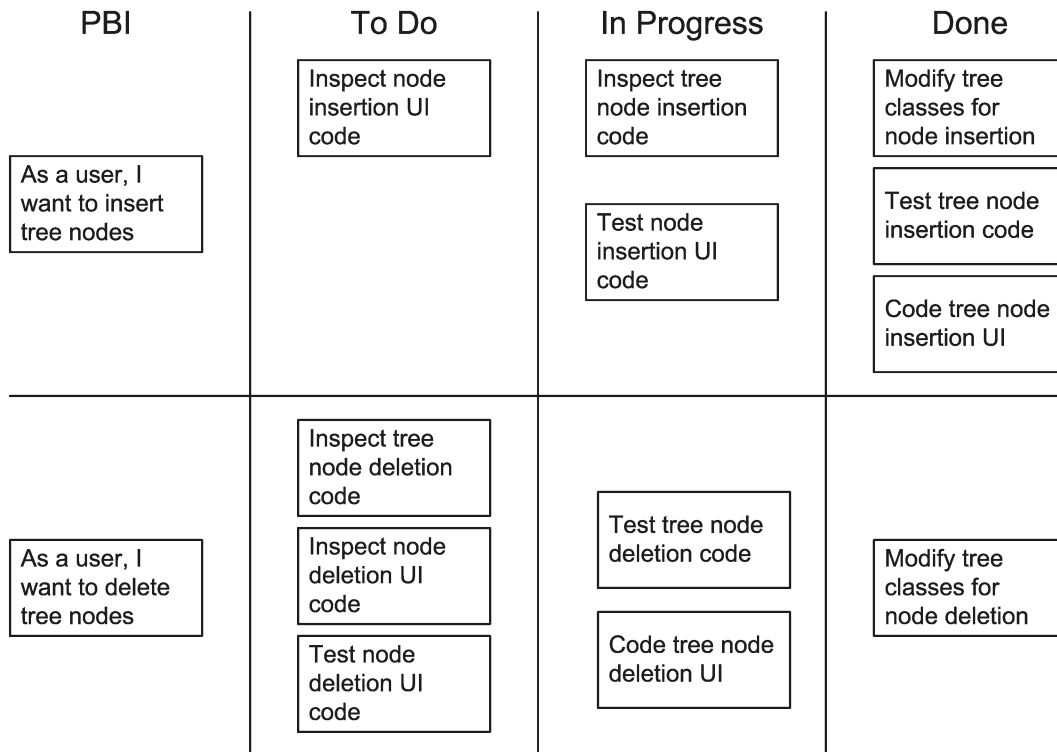 PBI
To Do
In Progress
Done
As a user, I
want to insert
tree nodes
Inspect node
insertion UI
code
Inspect tree
node insertion
code
Test node
insertion UI
code
Modify tree
classes for
node insertion
Test tree node
insertion code
Code tree node
insertion UI
As a user, I
want to delete
tree nodes
Inspect tree
node deletion
code
Inspect node
deletion UI
code
Test node
deletion UI
code
Test tree node
deletion code
Code tree node
deletion UI
Modify tree
classes for
node deletion